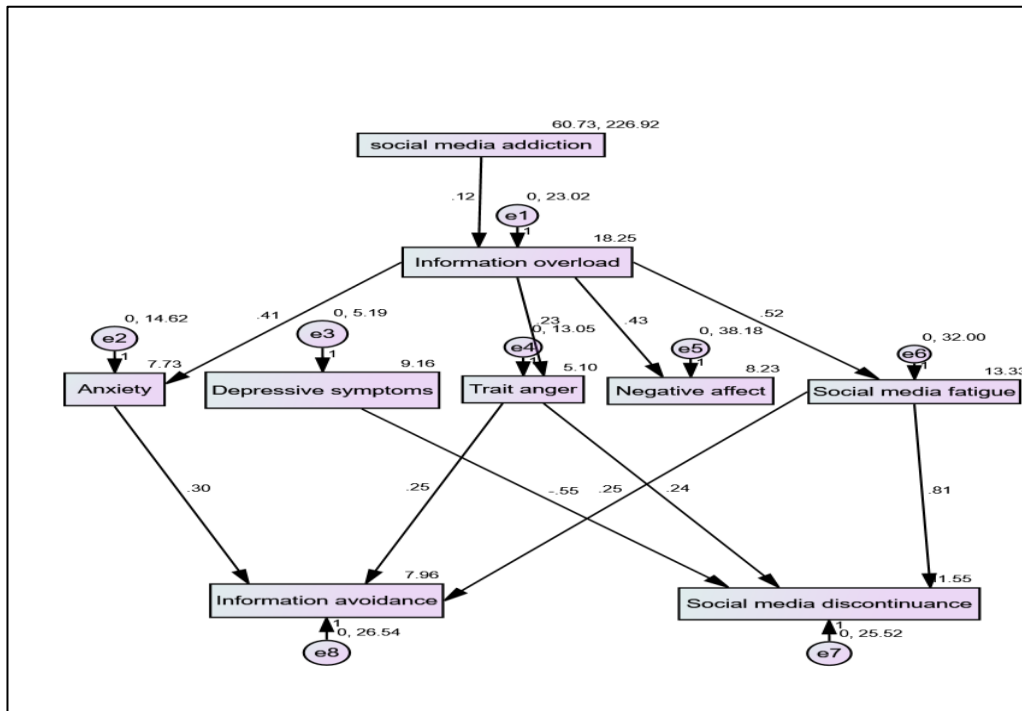 60.73, 226.92
social media addiction
.12
0, 23.02
e1
1
18.25
Information overload
.41
.23
.43
.52
0, 14.62
e2
1
7.73
Anxiety
0, 5.19
e3
1
9.16
Depressive symptoms
0, 13.05
e4
1
5.10
Trait anger
0, 38.18
e5
1
8.23
Negative affect
0, 32.00
e6
1
13.33
Social media fatigue
.30
.25
-.55
.25
.24
.81
7.96
Information avoidance
1
0, 26.54
e8
Social media discontinuance
1
0, 25.52
e7